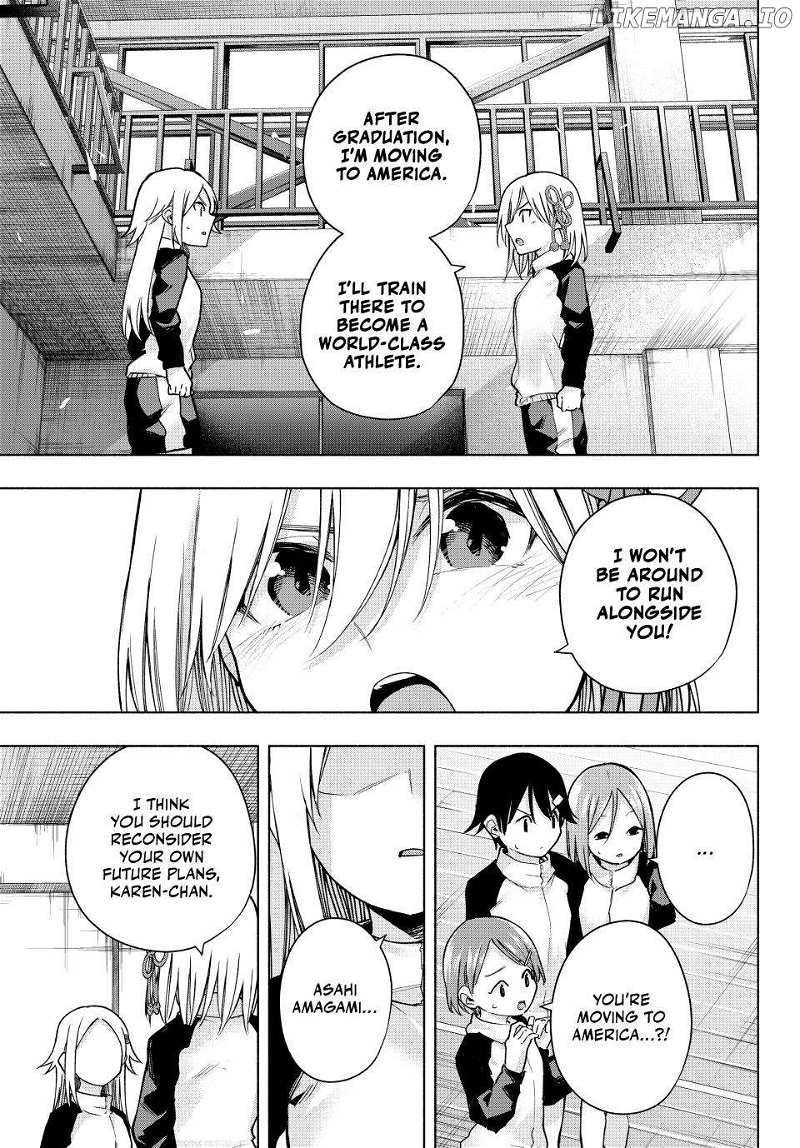 LIKEMANGA.IO
AFTER
GRADUATION,
I'M MOVING
TO AMERICA.
I'LL TRAIN
THERE TO
BECOME A
WORLD-CLASS
ATHLETE.
I WON'T
BE AROUND
TO RUN
ALONGSIDE
YOU!
...
YOU'RE
MOVING TO
AMERICA...?!
ASAHI
AMAGAMI...
I THINK
YOU SHOULD
RECONSIDER
YOUR OWN
FUTURE PLANS,
KAREN-CHAN.